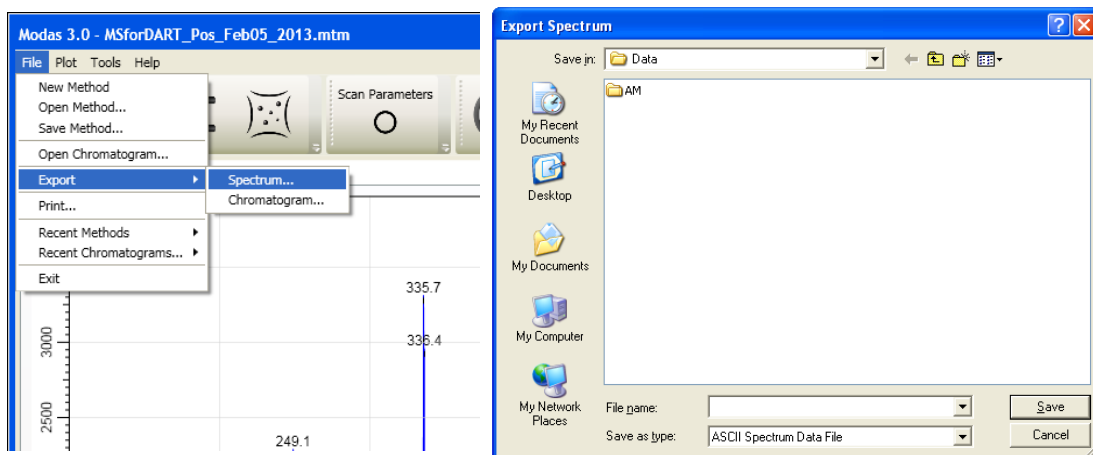 Modas 3.0 - MSforDART_Pos_Feb05_2013.mtm
File Plot Tools Help
New Method
Open Method...
Save Method...
Open Chromatogram...
Export
Print...
Recent Methods
Recent Chromatograms...
Exit
Spectrum...
Chromatogram...
Scan Parameters
335.7
336.4
249.1
3000
2500
Export Spectrum
Save in: Data
AM
My Recent
Documents
Desktop
My Documents
My Computer
My Network
Places
File name:
Save as type: ASCII Spectrum Data File
Save
Cancel